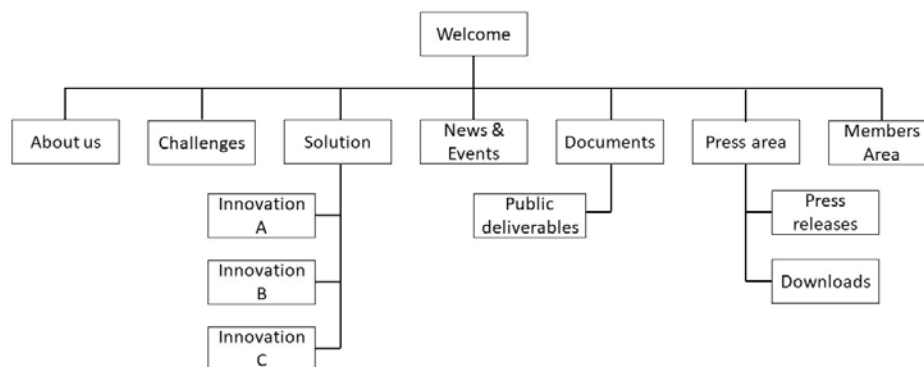 Welcome
About us
Challenges
Solution
News &
Events
Documents
Press area
Members
Area
Innovation
A
Public
deliverables
Press
releases
Innovation
B
Downloads
Innovation
C